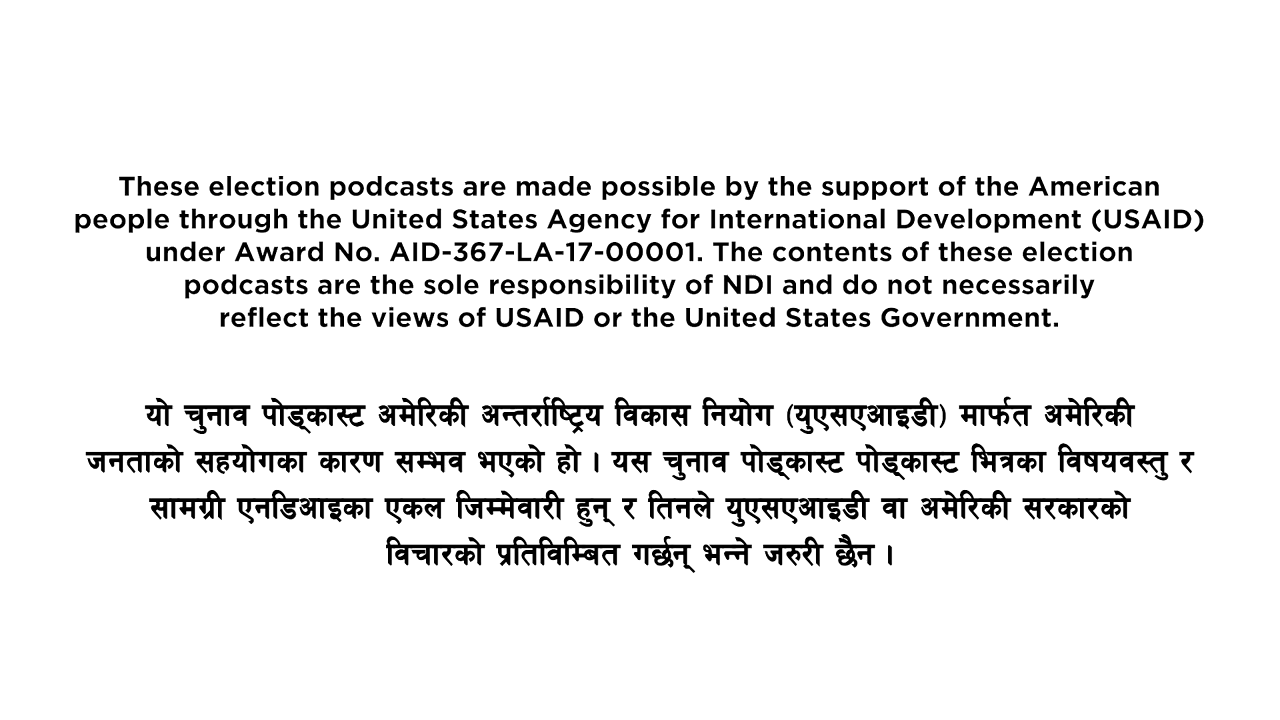 These election podcasts are made possible by the support of the American
people through the United States Agency for International Development (USAID)
under Award No. AID-367-LA-17-00001. The contents of these election
podcasts are the sole responsibility of NDI and do not necessarily
reflect the views of USAID or the United States Government.
यो चुनाव पोड्कास्ट अमेरिकी अन्तर्राष्ट्रिय विकास नियोग (युएसएआइडी) मार्फत अमेरिकी
जनताको सहयोगका कारण सम्भव भएको हो । यस चुनाव पोड्कास्ट पोड्कास्ट भित्रका विषयवस्तु र
सामग्री एनडिआइका एकल जिम्मेवारी हुन् र तिनले युएसएआइडी वा अमेरिकी सरकारको
विचारको प्रतिविम्बित गर्छन् भन्ने जरुरी छैन ।